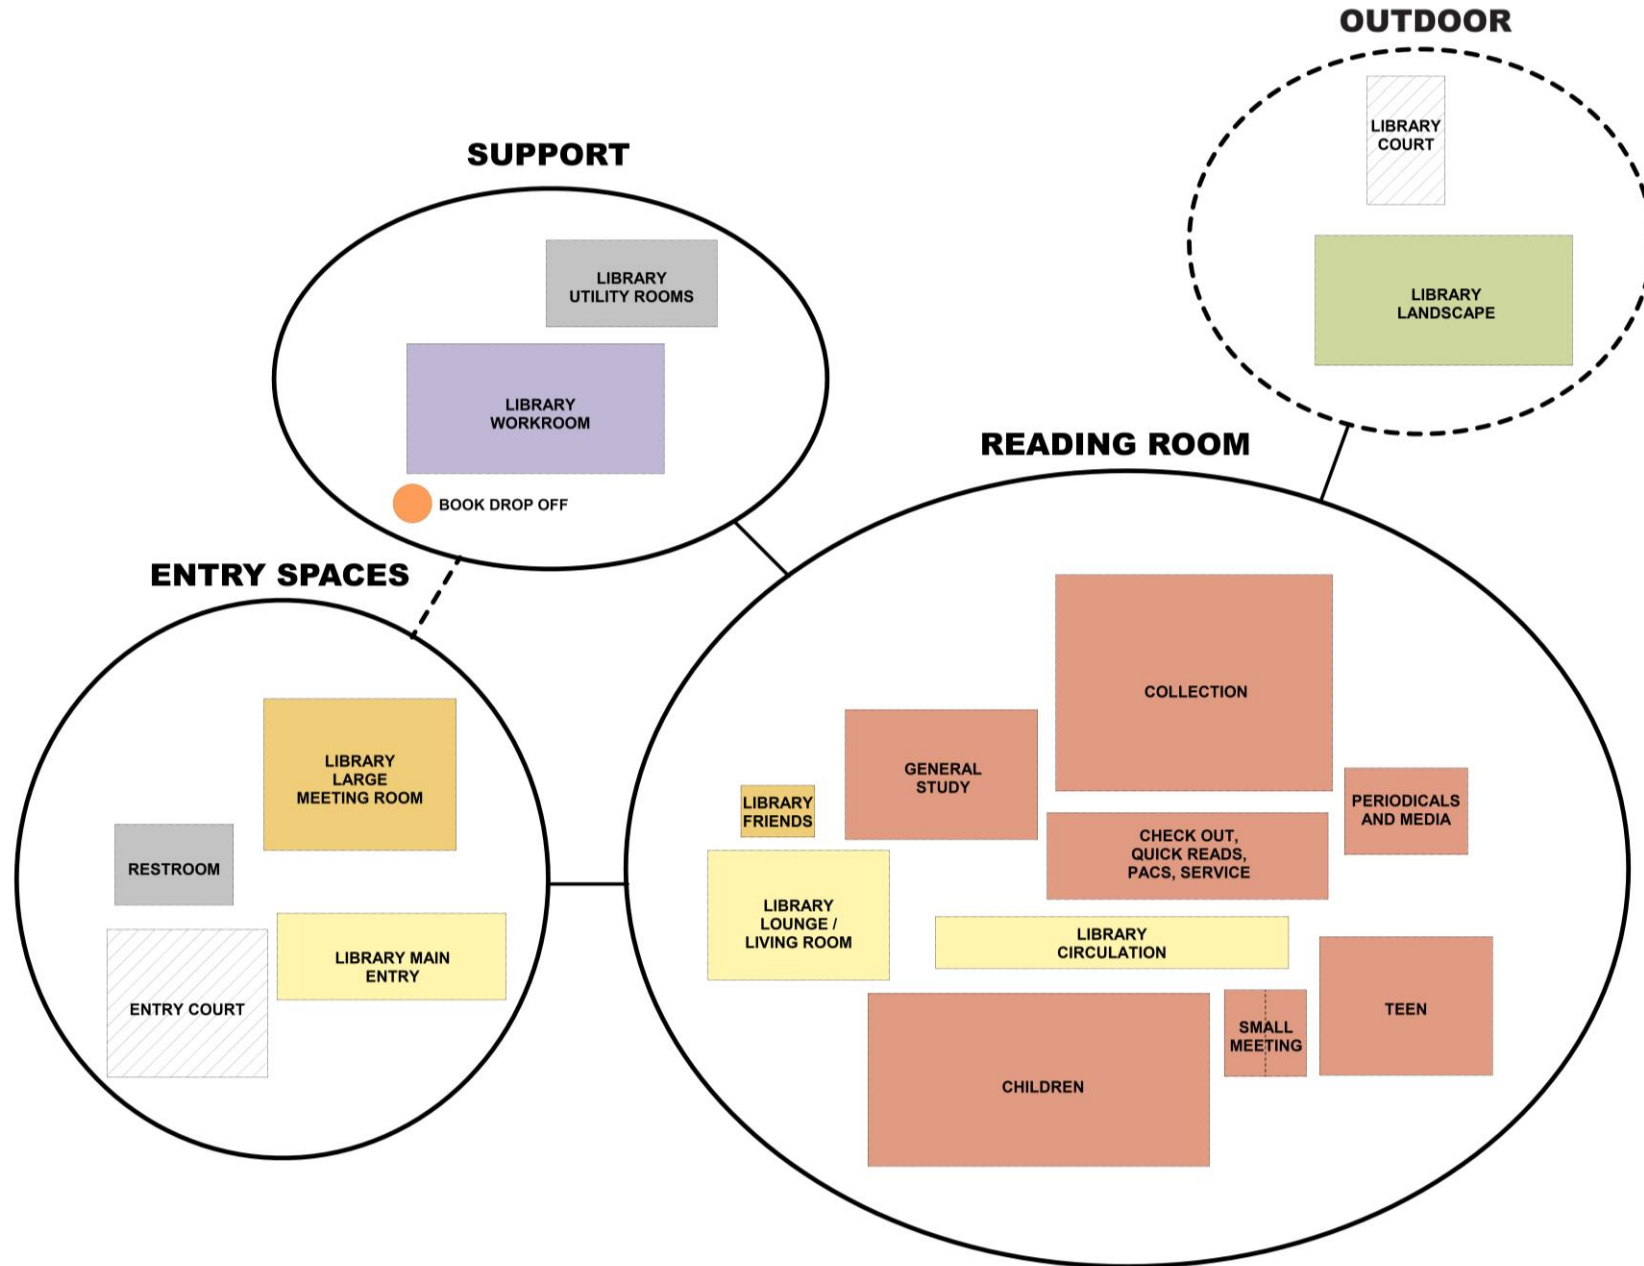 OUTDOOR
LIBRARY
COURT
LIBRARY
LANDSCAPE
SUPPORT
LIBRARY
UTILITY ROOMS
LIBRARY
WORKROOM
BOOK DROP OFF
READING ROOM
COLLECTION
GENERAL
STUDY
PERIODICALS
AND MEDIA
LIBRARY
FRIENDS
CHECK OUT,
QUICK READS,
PACS, SERVICE
LIBRARY
LOUNGE /
LIVING ROOM
LIBRARY
CIRCULATION
SMALL
MEETING
TEEN
CHILDREN
ENTRY SPACES
LIBRARY
LARGE
MEETING ROOM
RESTROOM
LIBRARY MAIN
ENTRY
ENTRY COURT